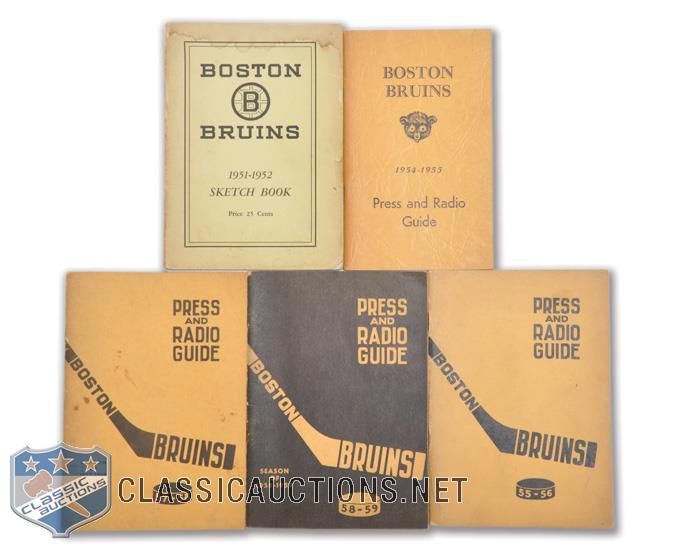 BOSTON
B
BRUINS
1951-1952
SKETCH BOOK
Price 25 Cents
BOSTON
BRUINS
1954-1955
Press and Radio
Guide
PRESS
AND
RADIO
GUIDE
BOSTON
BRUINS
PRESS
AND
RADIO
GUIDE
BOSTON
BRUINS
SEASON
58-59
PRESS
AND
RADIO
GUIDE
BOSTON
BRUINS
55-56
CLASSIC
AUCTIONS
CLASSICAUCTIONS.NET